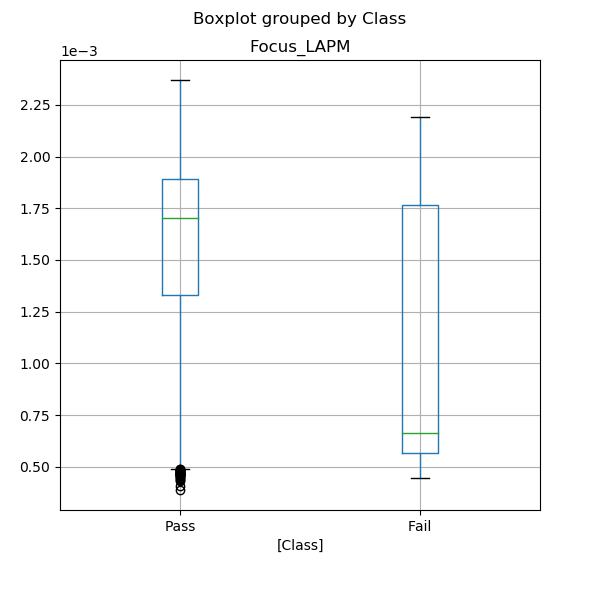 Boxplot grouped by Class
Focus_LAPM
1e−3
2.25
2.00
1.75
1.50
1.25
1.00
0.75
0.50
Pass Fail
[Class]